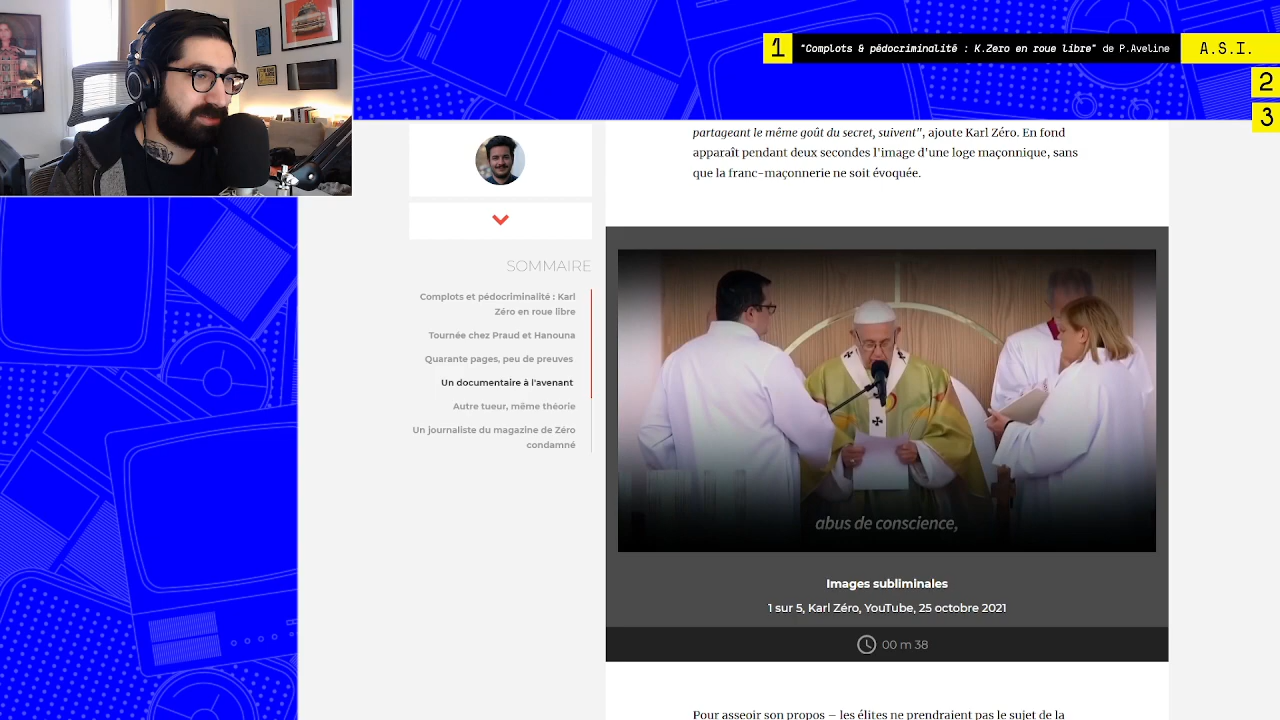 1
"Complots & pédocriminalité : K.Zero en roue libre" de P.Aveline
A.S.I.
2
3
partageant le même goût du secret, suivent", ajoute Karl Zéro. En fond
apparaît pendant deux secondes l'image d'une loge maçonnique, sans
que la franc-maçonnerie ne soit évoquée.
SOMMAIRE
Complots et pédocriminalité : Karl
Zéro en roue libre
Tournée chez Praud et Hanouna
Quarante pages, peu de preuves
Un documentaire à l'avenant
Autre tueur, même théorie
Un journaliste du magazine de Zéro
condamné
abus de conscience,
Images subliminales
1 sur 5, Karl Zéro, YouTube, 25 octobre 2021
00 m 38
Pour asseoir son propos – les élites ne prendraient pas le sujet de la